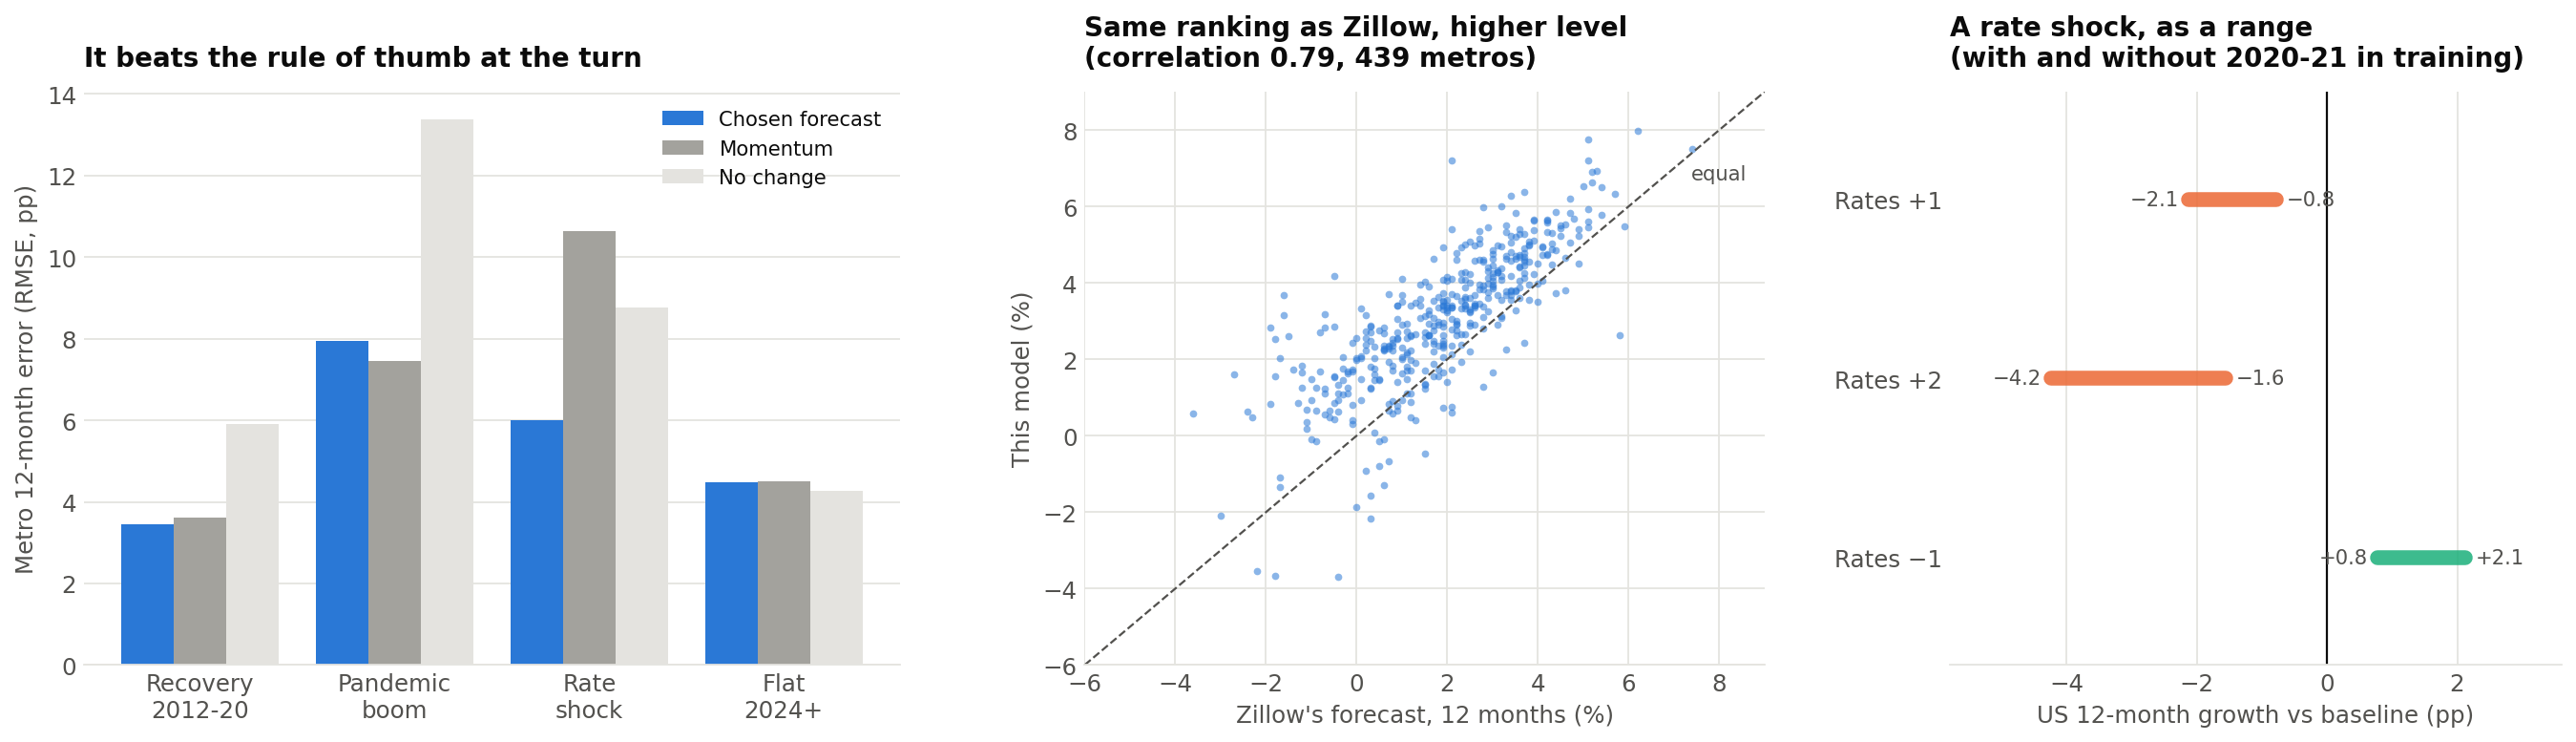 It beats the rule of thumb at the turn
Metro 12-month error (RMSE, pp)
14
12
10
8
6
4
2
0
Chosen forecast
Momentum
No change
Recovery
2012-20
Pandemic
boom
Rate
shock
Flat
2024+
Same ranking as Zillow, higher level
(correlation 0.79, 439 metros)
This model (%)
8
6
4
2
0
−2
−4
−6
equal
−6 −4 −2 0 2 4 6 8
Zillow's forecast, 12 months (%)
A rate shock, as a range
(with and without 2020-21 in training)
Rates +1 −2.1 −0.8
Rates +2 −4.2 −1.6
Rates −1 +0.8 +2.1
−4 −2 0 2
US 12-month growth vs baseline (pp)